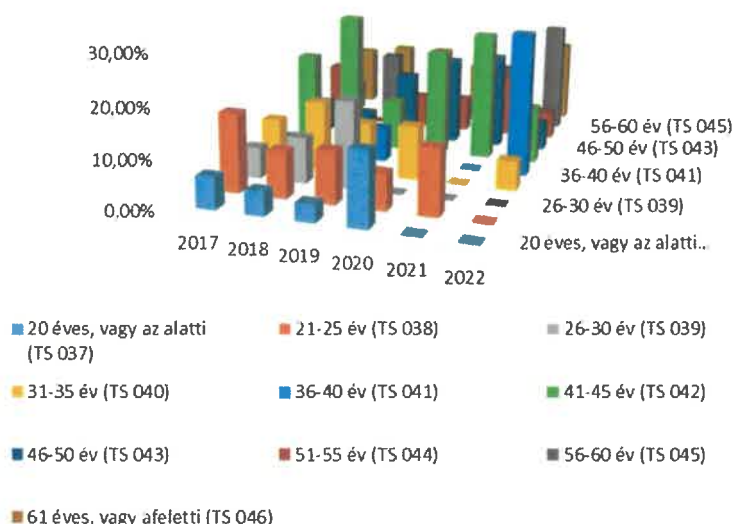 30,00%
20,00%
10,00%
0,00%
2017 2018 2019 2020 2021 2022
56-60 év (TS 045)
46-50 év (TS 043)
36-40 év (TS 041)
26-30 év (TS 039)
20 éves, vagy az alatti...
20 éves, vagy az alatti (TS 037)
21-25 év (TS 038)
26-30 év (TS 039)
31-35 év (TS 040)
36-40 év (TS 041)
41-45 év (TS 042)
46-50 év (TS 043)
51-55 év (TS 044)
56-60 év (TS 045)
61 éves, vagy afeletti (TS 046)